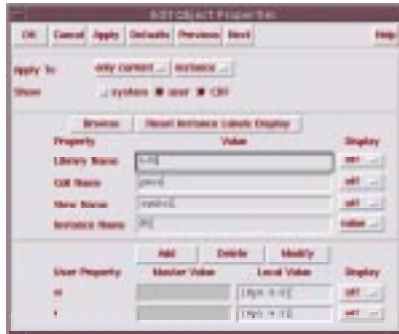 Edit Object Properties
OK Cancel Apply Defaults Previous Next Help
Apply To only current instance
Show system user CDF
Browse Reset Instance Labels Display
Property Value Display
Library Name off
Cell Name off
View Name symbol off
Instance Name value
Add Delete Modify
User Property Master Value Local Value Display
off
off